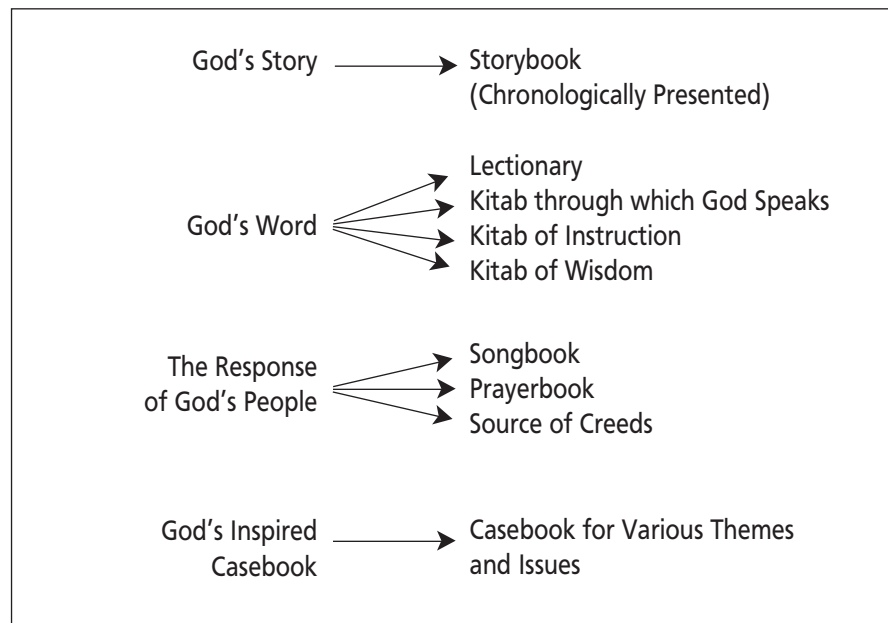 God’s Story
Storybook
(Chronologically Presented)
God’s Word
Lectionary
Kitab through which God Speaks
Kitab of Instruction
Kitab of Wisdom
The Response
of God’s People
Songbook
Prayerbook
Source of Creeds
God’s Inspired
Casebook
Casebook for Various Themes
and Issues